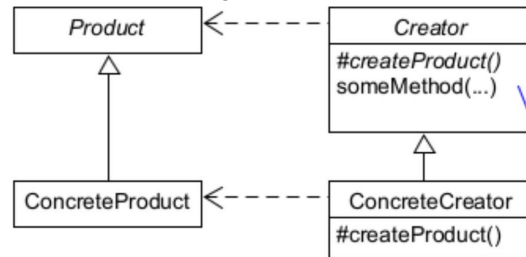 Product
Creator
#createProduct()
someMethod(...)
ConcreteProduct
ConcreteCreator
#createProduct()